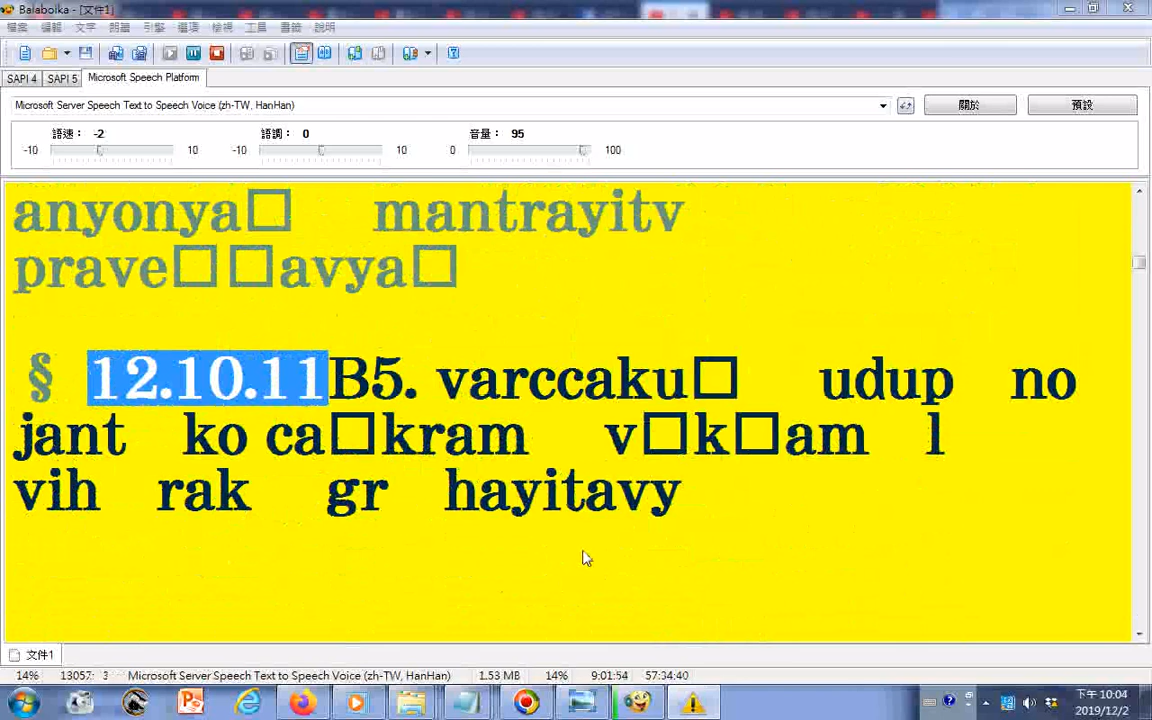 Balabolka - [文件1]
檔案 編輯 文字 朗誦 引擎 選項 檢視 工具 書籤 說明
SAPI 4 SAPI 5 Microsoft Speech Platform
Microsoft Server Speech Text to Speech Voice (zh-TW, HanHan) 關於 預設
語速： -2 語調： 0 音量： 95
-10 10 -10 10 0 100
anyonya□ mantrayitv
prave□□avya□
§ 12.10.11B5. varccaku□ udup no
jant ko ca□kram v□k□am l
vih rak gr hayitavy
文件1
14% 13057: 3 Microsoft Server Speech Text to Speech Voice (zh-TW, HanHan) 1.53 MB 14% 9:01:54 57:34:40
下午 10:04
2019/12/2